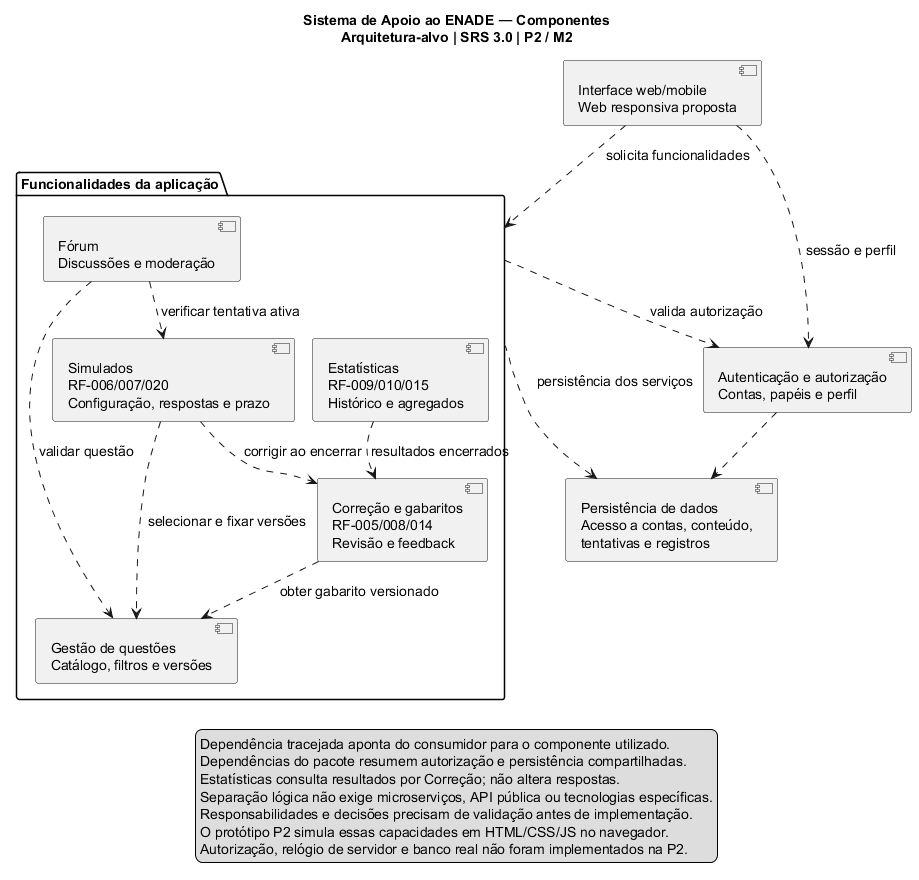 Sistema de Apoio ao ENADE — Componentes
Arquitetura-alvo | SRS 3.0 | P2 / M2
Interface web/mobile
Web responsiva proposta
solicita funcionalidades
Funcionalidades da aplicação
Fórum
Discussões e moderação
sessão e perfil
verificar tentativa ativa
valida autorização
Simulados
RF-006/007/020
Configuração, respostas e prazo
Estatísticas
RF-009/010/015
Histórico e agregados
persistência dos serviços
Autenticação e autorização
Contas, papéis e perfil
validar questão
corrigir ao encerrar
resultados encerrados
selecionar e fixar versões
Correção e gabaritos
RF-005/008/014
Revisão e feedback
Persistência de dados
Acesso a contas, conteúdo,
tentativas e registros
obter gabarito versionado
Gestão de questões
Catálogo, filtros e versões
Dependência tracejada aponta do consumidor para o componente utilizado.
Dependências do pacote resumem autorização e persistência compartilhadas.
Estatísticas consulta resultados por Correção; não altera respostas.
Separação lógica não exige microserviços, API pública ou tecnologias específicas.
Responsabilidades e decisões precisam de validação antes de implementação.
O protótipo P2 simula essas capacidades em HTML/CSS/JS no navegador.
Autorização, relógio de servidor e banco real não foram implementados na P2.